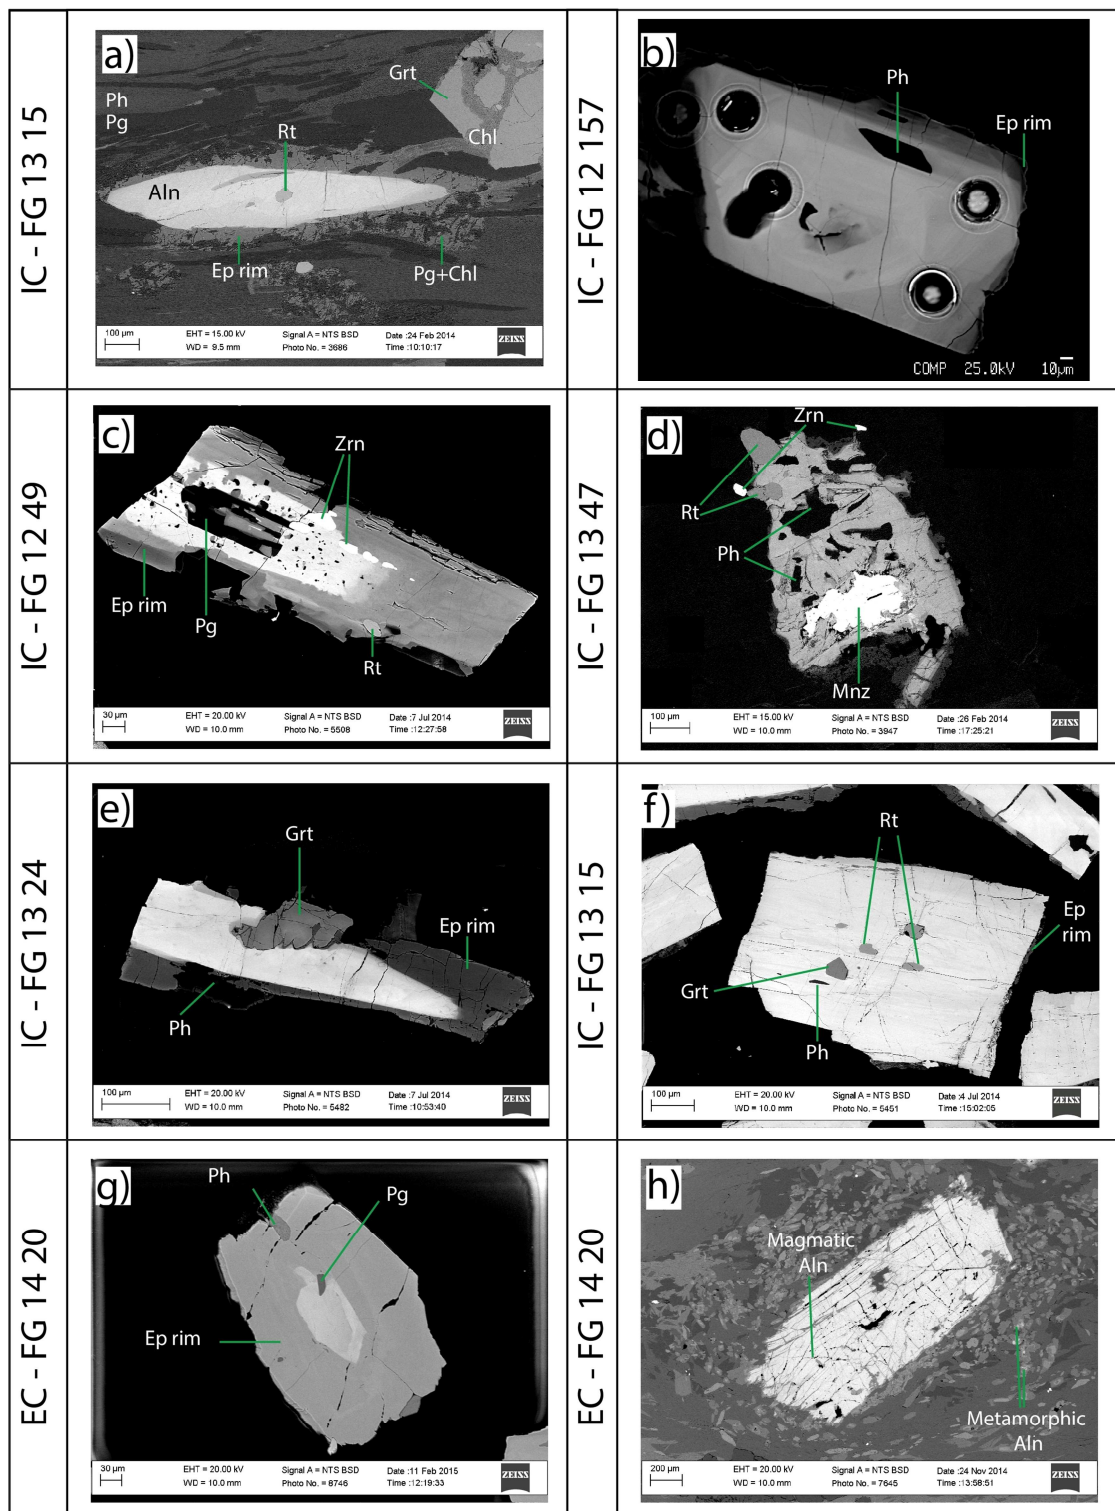 IC - FG 13 15
a)
Grt
Ph
Pg
Rt
Chl
Aln
Ep rim
Pg+Chl
100 µm
EHT = 15.00 kV
WD = 9.5 mm
Signal A = NTS BSD
Photo No. = 3686
Date :24 Feb 2014
Time :10:10:17
ZEISS
IC - FG 12 157
b)
Ph
Ep rim
COMP 25.0kV 10µm
IC - FG 12 49
c)
Zrn
Ep rim
Pg
Rt
30 µm
EHT = 20.00 kV
WD = 10.0 mm
Signal A = NTS BSD
Photo No. = 5508
Date :7 Jul 2014
Time :12:27:58
ZEISS
IC - FG 13 47
d)
Zrn
Rt
Ph
Mnz
100 µm
EHT = 15.00 kV
WD = 10.0 mm
Signal A = NTS BSD
Photo No. = 3947
Date :26 Feb 2014
Time :17:25:21
ZEISS
IC - FG 13 24
e)
Grt
Ep rim
Ph
100 µm
EHT = 20.00 kV
WD = 10.0 mm
Signal A = NTS BSD
Photo No. = 5482
Date :7 Jul 2014
Time :10:53:40
ZEISS
IC - FG 13 15
f)
Rt
Ep
rim
Grt
Ph
100 µm
EHT = 20.00 kV
WD = 10.0 mm
Signal A = NTS BSD
Photo No. = 5451
Date :4 Jul 2014
Time :15:02:05
ZEISS
EC - FG 14 20
g)
Ph
Pg
Ep rim
30 µm
EHT = 20.00 kV
WD = 10.0 mm
Signal A = NTS BSD
Photo No. = 8746
Date :11 Feb 2015
Time :12:19:33
ZEISS
EC - FG 14 20
h)
Magmatic
Aln
Metamorphic
Aln
200 µm
EHT = 20.00 kV
WD = 10.0 mm
Signal A = NTS BSD
Photo No. = 7645
Date :24 Nov 2014
Time :13:58:51
ZEISS